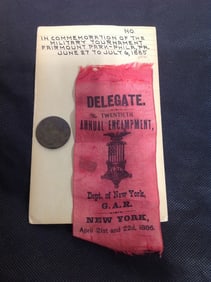 NO.
IN COMMEMORATION OF THE
MILITARY TOURNAMENT
FAIRMOUNT PARK-PHILA, PA.
JUNE 27 TO JULY 6, 1885
DELEGATE.
TWENTIETH
ANNUAL ENCAMPMENT,
Dept. of New York,
G. A. R.
NEW YORK,
April 21st and 22d, 1886.